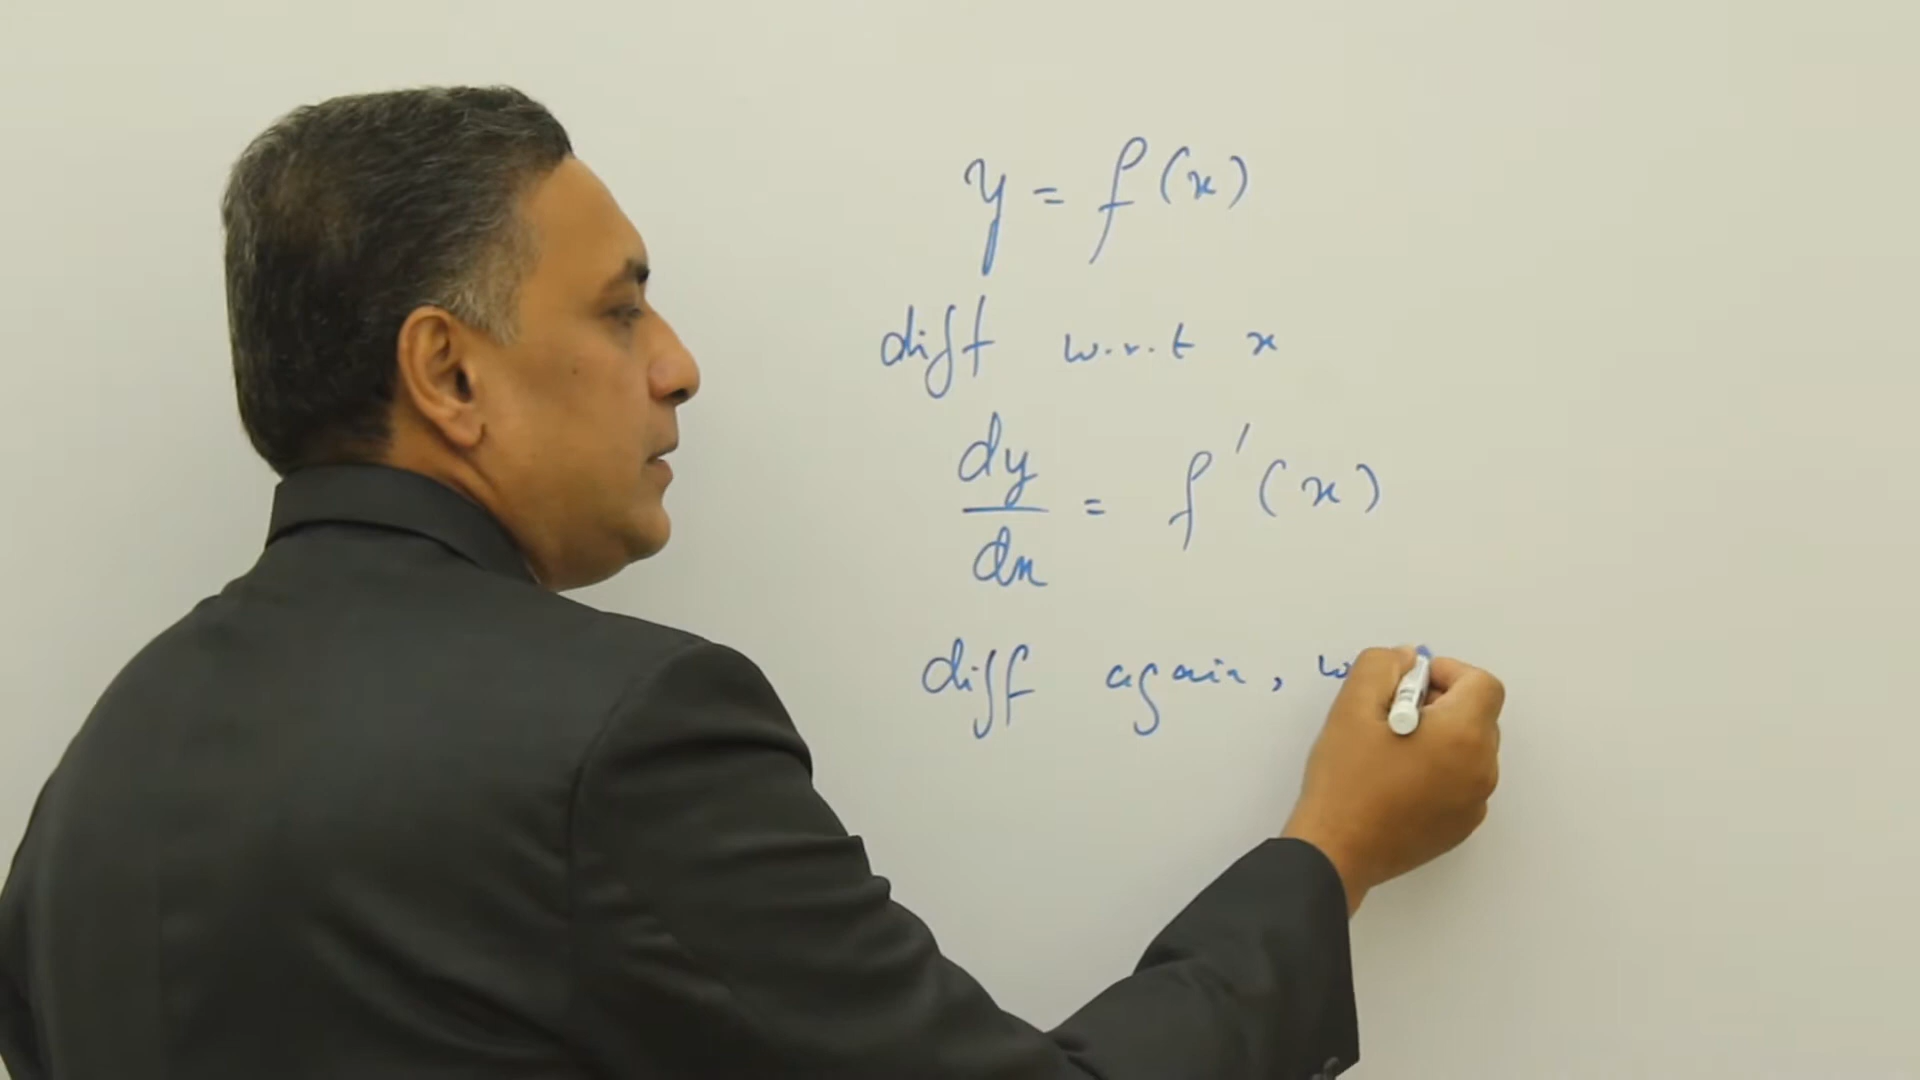 y = f(x)
diff w.r.t x
dy/dx = f'(x)
diff again, w